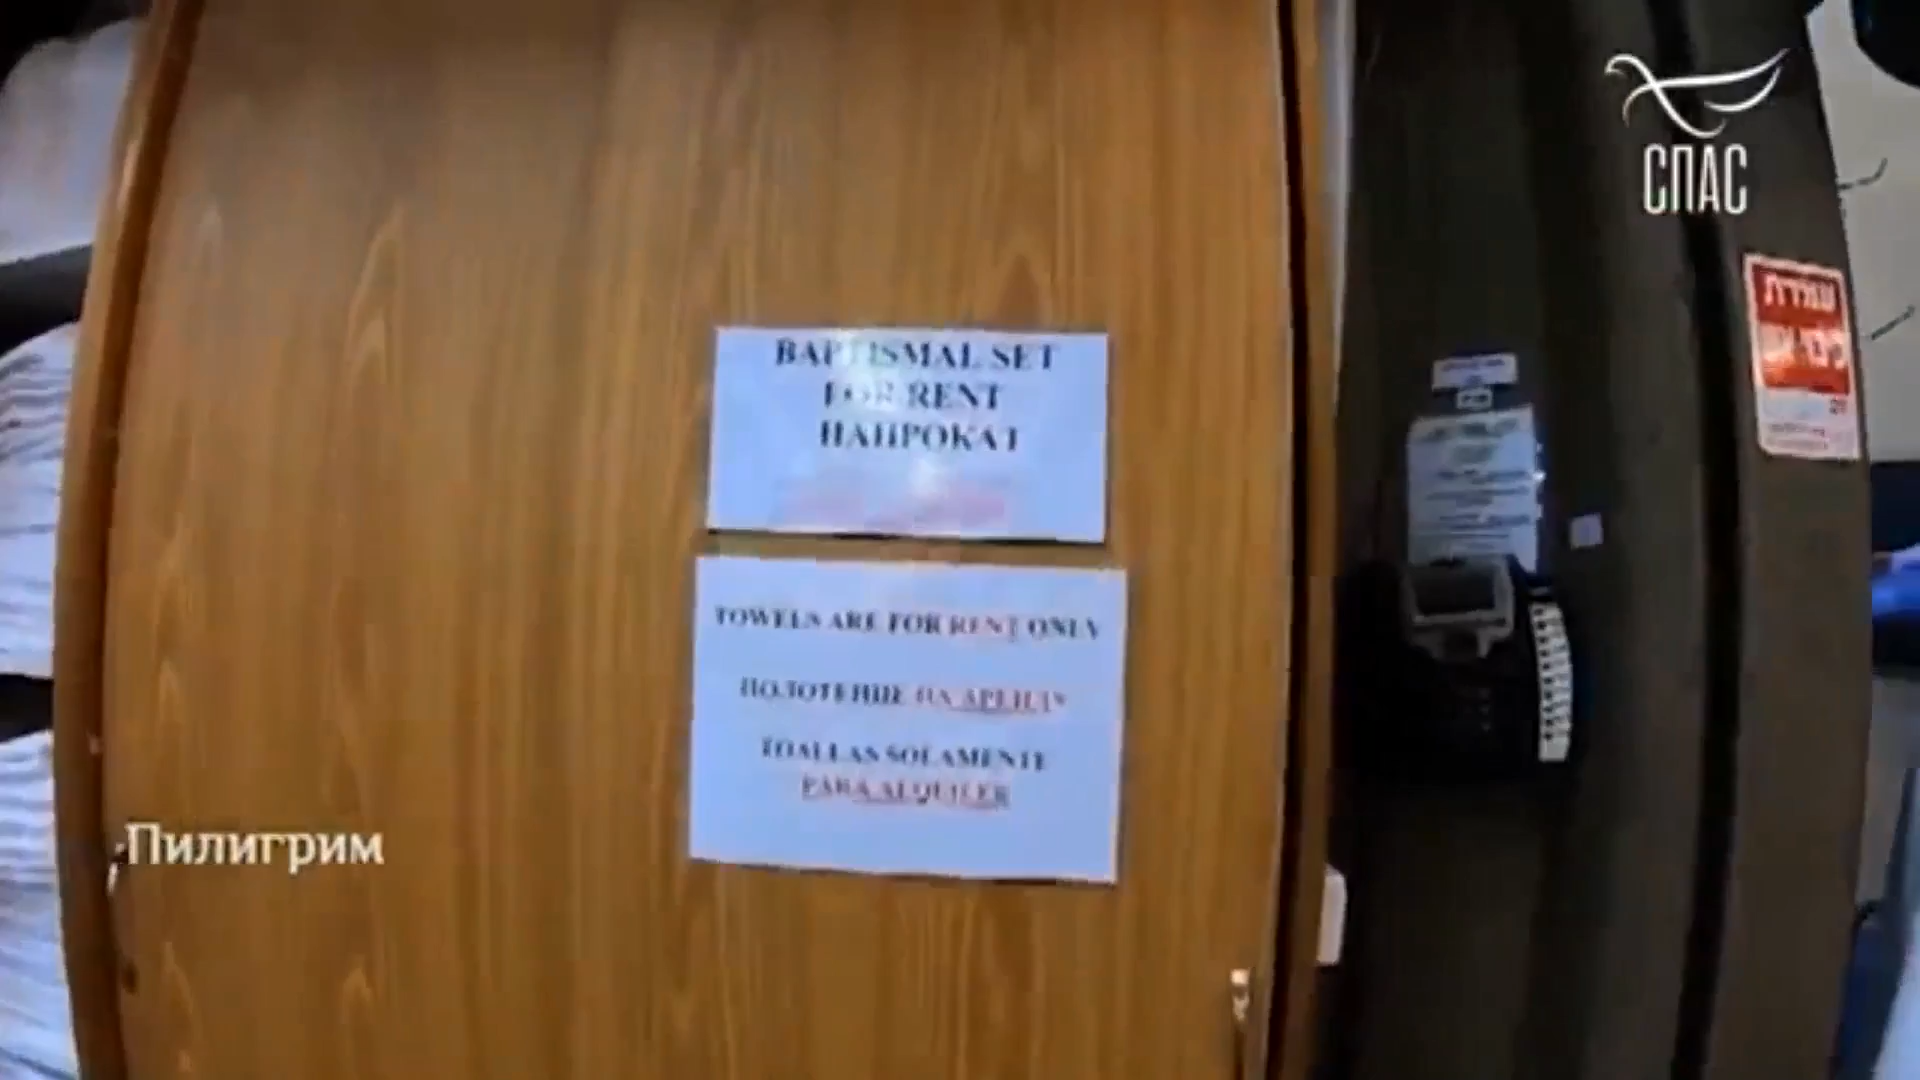 СПАС
BAPTISMAL SET
FOR RENT
НАПРОКАТ
TOWELS ARE FOR RENT ONLY
ПОЛОТЕНЦЕ НА АРЕНДУ
TOALLAS SOLAMENTE
PARA ALQUILER
עמדת
Пилигрим